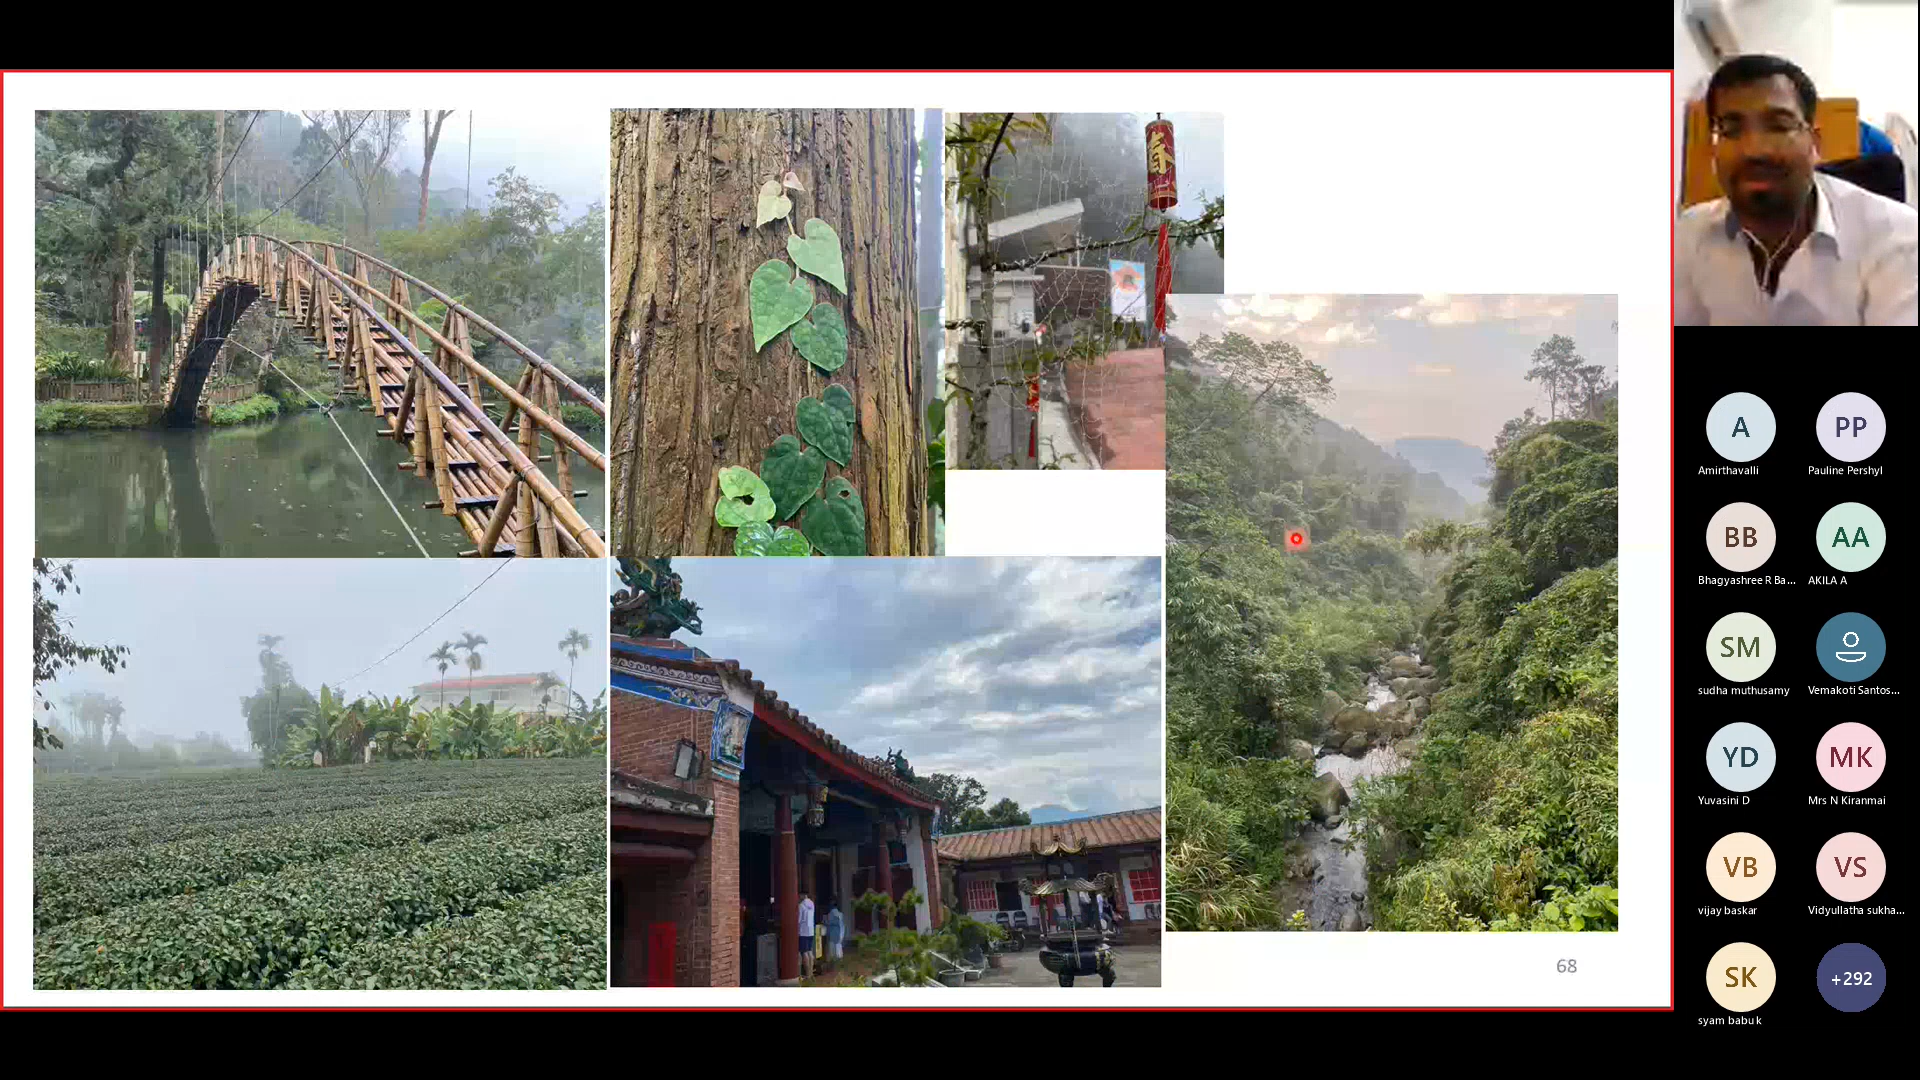 春
68
A
Amirthavalli
PP
Pauline Pershyl
BB
Bhagyashree R Ba...
AA
AKILA A
SM
sudha muthusamy
Vemakoti Santos...
YD
Yuvasini D
MK
Mrs N Kiranmai
VB
vijay baskar
VS
Vidyullatha sukha...
SK
syam babu k
+292